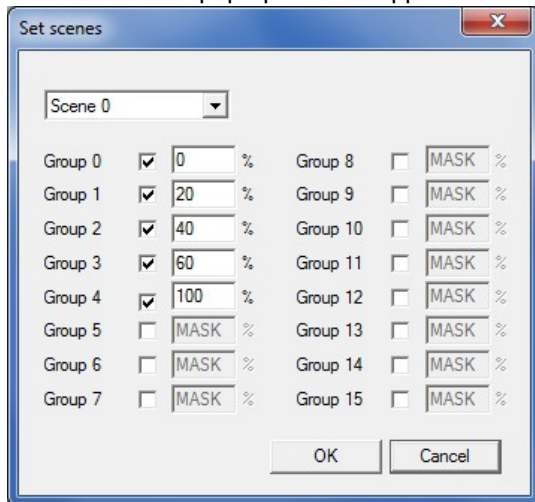 Set scenes
Scene 0
Group 0 0 % Group 8 MASK %
Group 1 20 % Group 9 MASK %
Group 2 40 % Group 10 MASK %
Group 3 60 % Group 11 MASK %
Group 4 100 % Group 12 MASK %
Group 5 MASK % Group 13 MASK %
Group 6 MASK % Group 14 MASK %
Group 7 MASK % Group 15 MASK %
OK Cancel